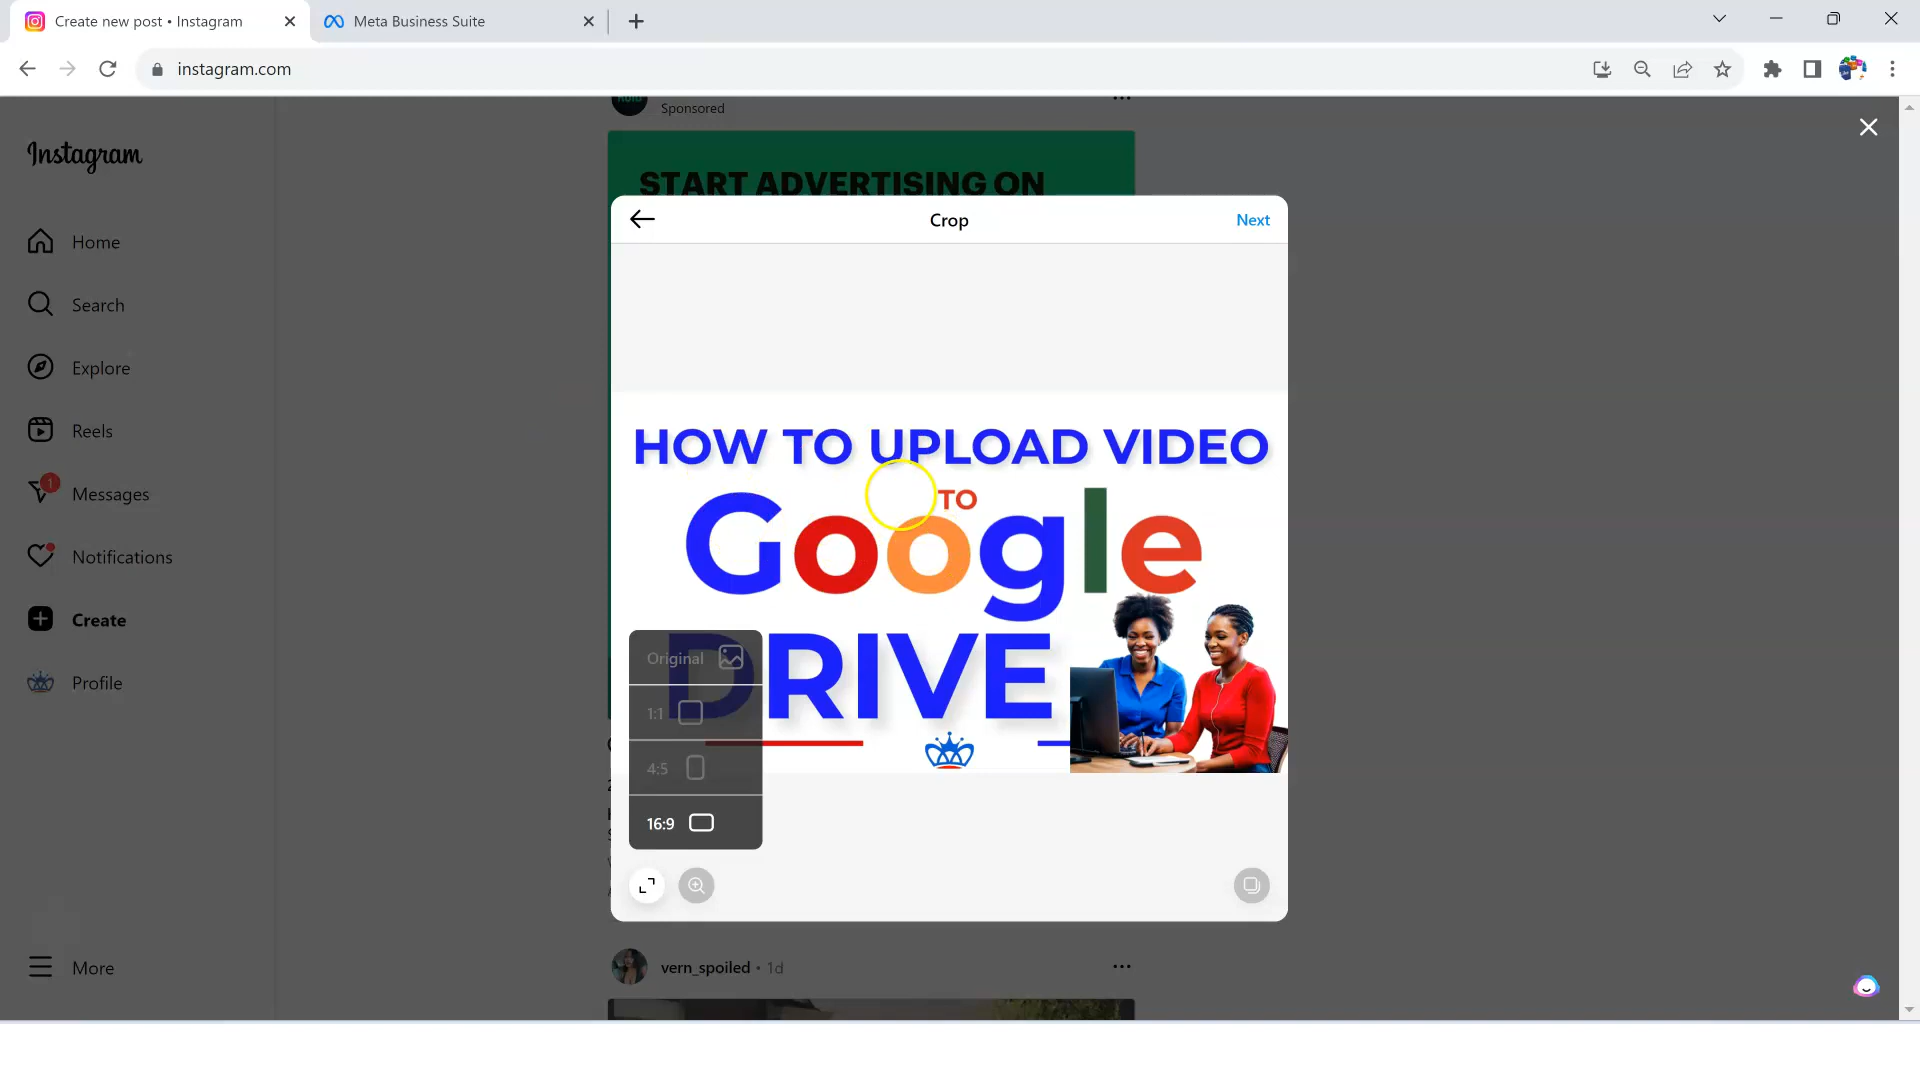 Create new post • Instagram
Meta Business Suite
instagram.com
Sponsored
START ADVERTISING ON
Instagram
Home
Search
Explore
Reels
1
Messages
Notifications
Create
Profile
More
Crop
Next
HOW TO UPLOAD VIDEO
TO
Google
DRIVE
Original
1:1
4:5
16:9
vern_spoiled • 1d